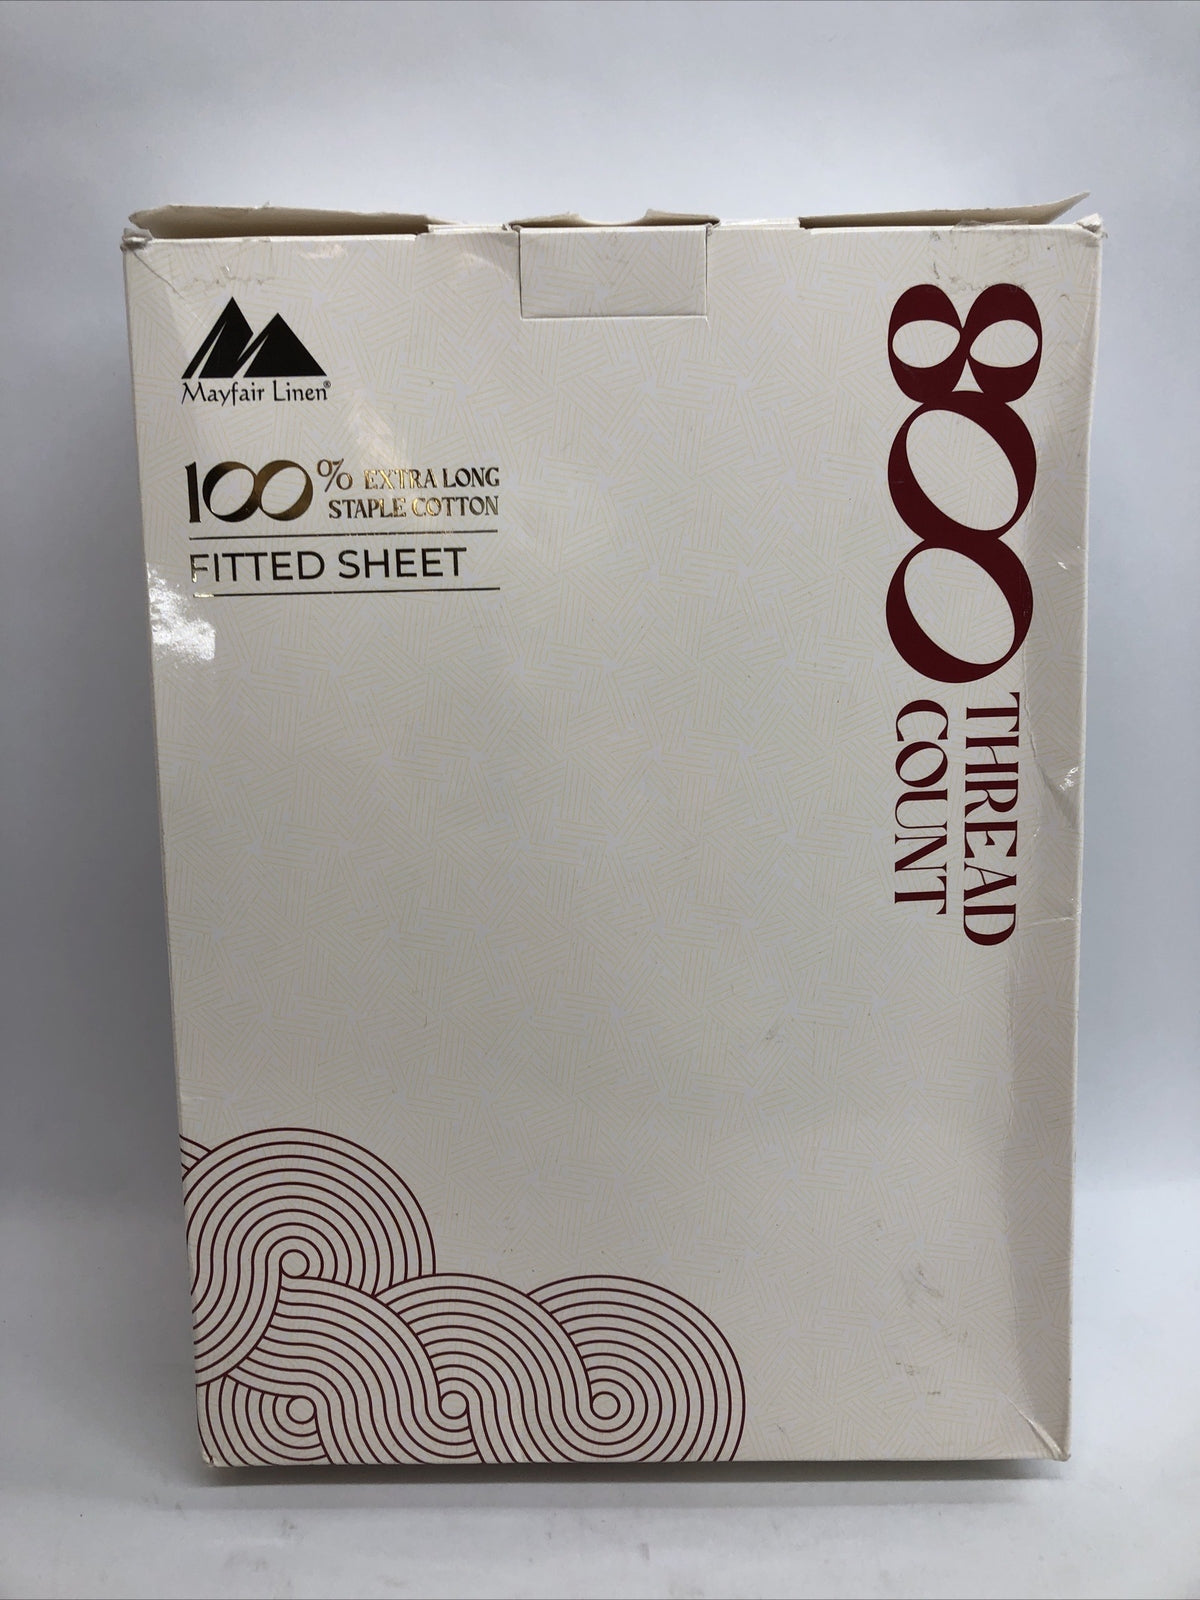 Mayfair Linen®
100% EXTRA LONG
STAPLE COTTON
FITTED SHEET
800 THREAD
COUNT